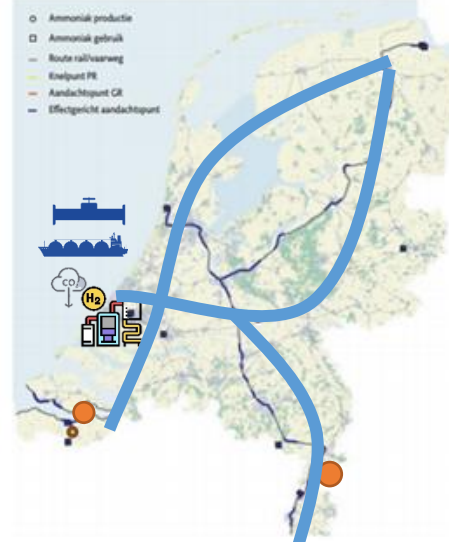 Ammoniak productie
Ammoniak gebruik
Route rail/vaarweg
Knelpunt PR
Aandachtspunt GR
Effectgericht aandachtspunt
CO₂
H₂